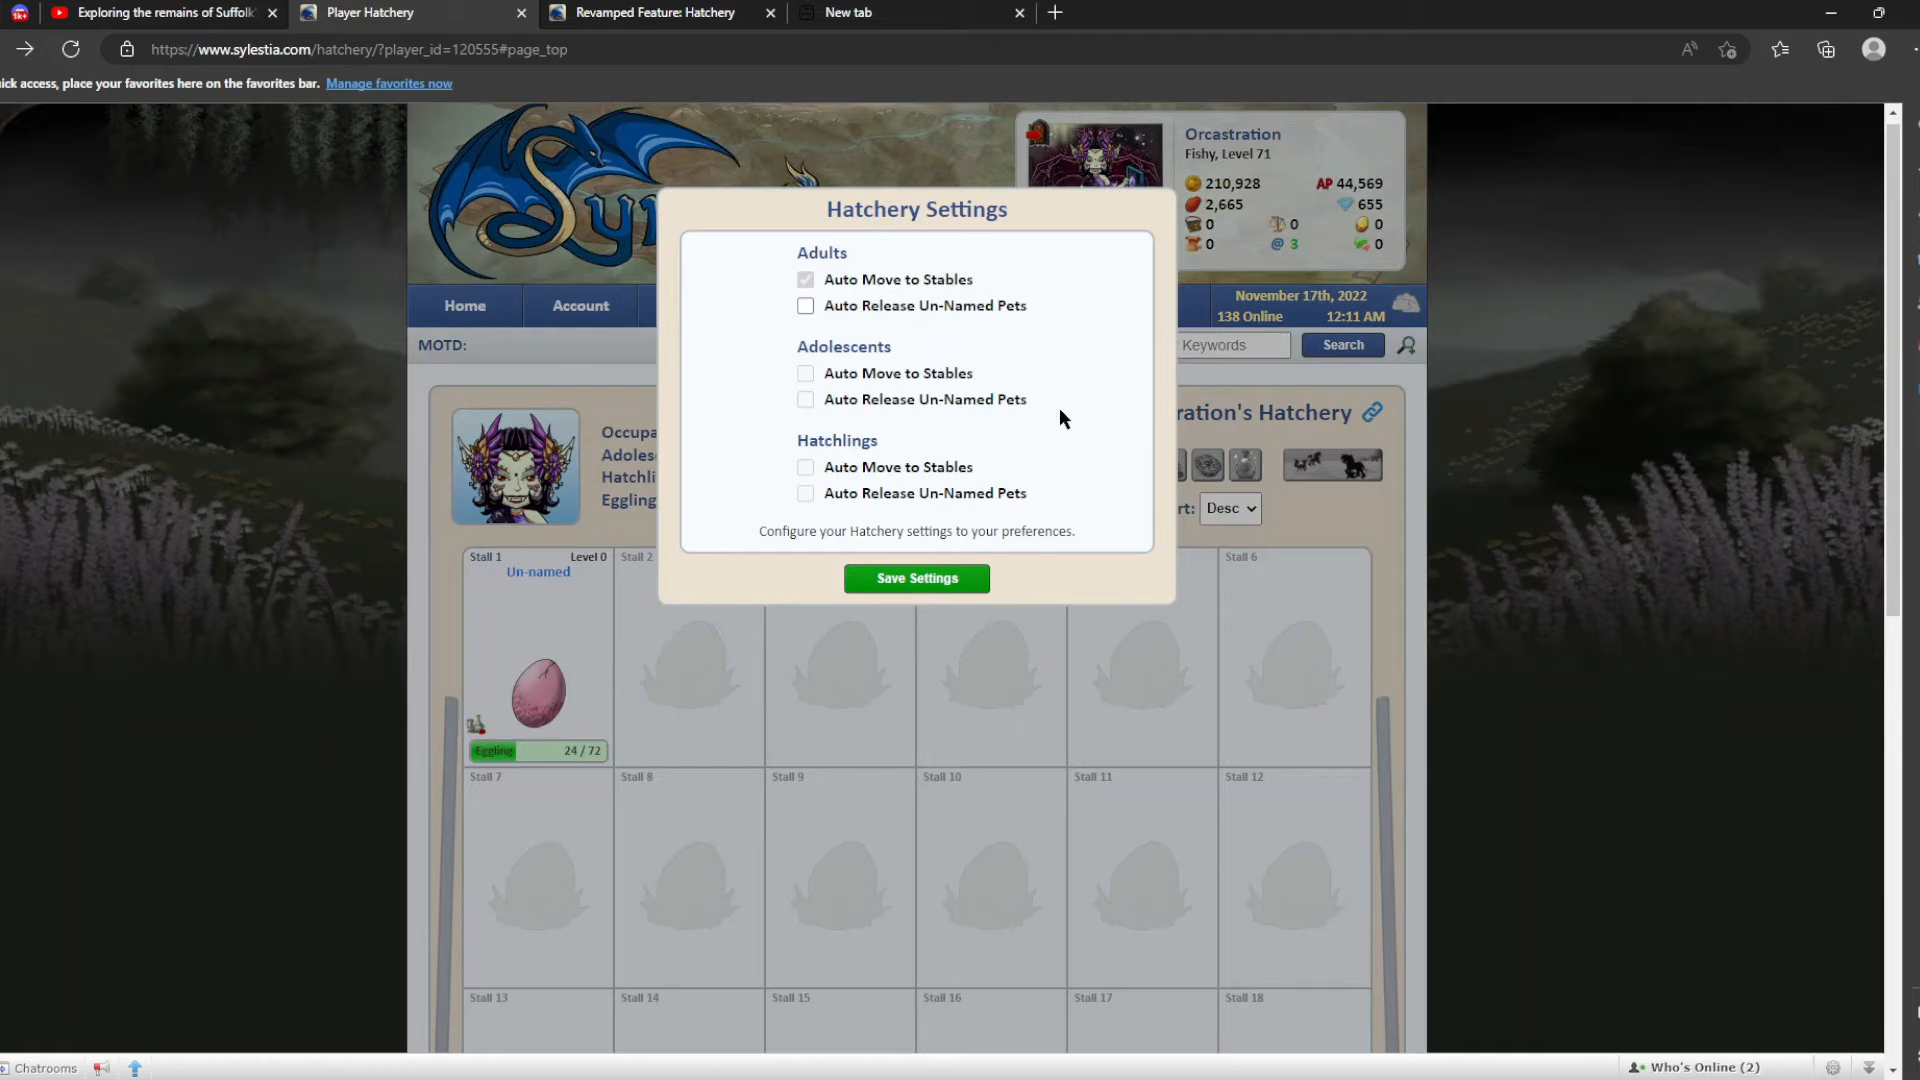 Exploring the remains of Suffolk
Player Hatchery
Revamped Feature: Hatchery
New tab
https://www.sylestia.com/hatchery/?player_id=120555#page_top
ick access, place your favorites here on the favorites bar. Manage favorites now
Orcastration
Fishy, Level 71
210,928
AP 44,569
2,665
655
0
0
0
0
@ 3
0
Home
Account
November 17th, 2022
138 Online
12:11 AM
MOTD:
Keywords
Search
Hatchery Settings
Adults
Auto Move to Stables
Auto Release Un-Named Pets
Adolescents
Auto Move to Stables
Auto Release Un-Named Pets
Hatchlings
Auto Move to Stables
Auto Release Un-Named Pets
Configure your Hatchery settings to your preferences.
Save Settings
Occupa
Adolesc
Hatchli
Eggling
ration's Hatchery
rt: Desc
Stall 1
Level 0
Un-named
Eggling
24 / 72
Stall 2
Stall 6
Stall 7
Stall 8
Stall 9
Stall 10
Stall 11
Stall 12
Stall 13
Stall 14
Stall 15
Stall 16
Stall 17
Stall 18
Chatrooms
Who's Online (2)